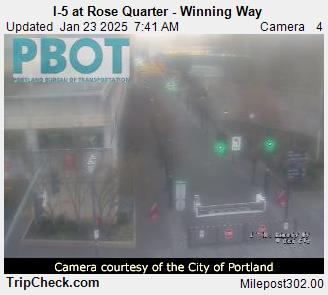 I-5 at Rose Quarter - Winning Way
Updated  Jan 23 2025  7:41 AM
Camera  4
PBOT
PORTLAND BUREAU OF TRANSPORTATION
Camera courtesy of the City of Portland
TripCheck.com
Milepost302.00